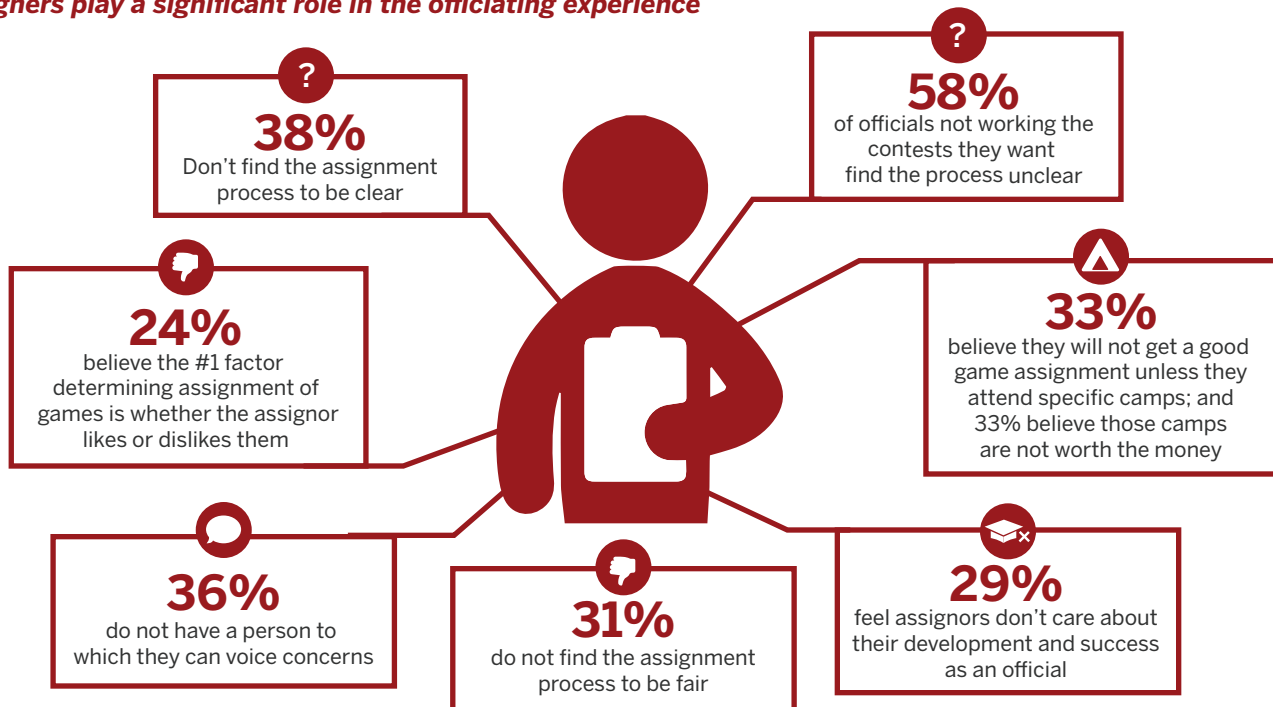 play a significant role in the officiating experience
?
38%
Don't find the assignment
process to be clear
?
58%
of officials not working the
contests they want
find the process unclear
24%
believe the #1 factor
determining assignment of
games is whether the assignor
likes or dislikes them
33%
believe they will not get a good
game assignment unless they
attend specific camps; and
33% believe those camps
are not worth the money
36%
do not have a person to
which they can voice concerns
31%
do not find the assignment
process to be fair
29%
feel assignors don't care about
their development and success
as an official